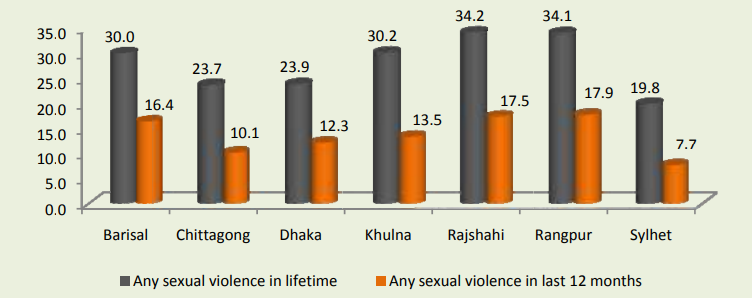 35.0
30.0
25.0
20.0
15.0
10.0
5.0
0.0
30.0 16.4 23.7 10.1 23.9 12.3 30.2 13.5 34.2 17.5 34.1 17.9 19.8 7.7
Barisal Chittagong Dhaka Khulna Rajshahi Rangpur Sylhet
Any sexual violence in lifetime Any sexual violence in last 12 months